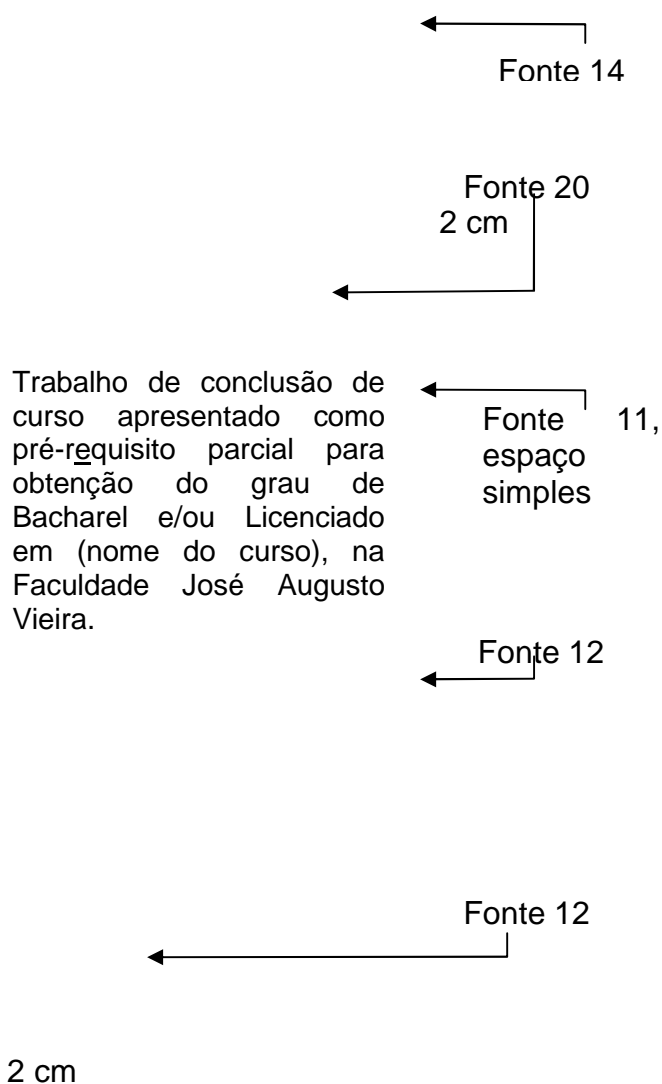 Fonte 14
Fonte 20
2 cm
Trabalho de conclusão de
curso apresentado como
pré-requisito parcial para
obtenção do grau de
Bacharel e/ou Licenciado
em (nome do curso), na
Faculdade José Augusto
Vieira.
Fonte 11,
espaço
simples
Fonte 12
Fonte 12
2 cm